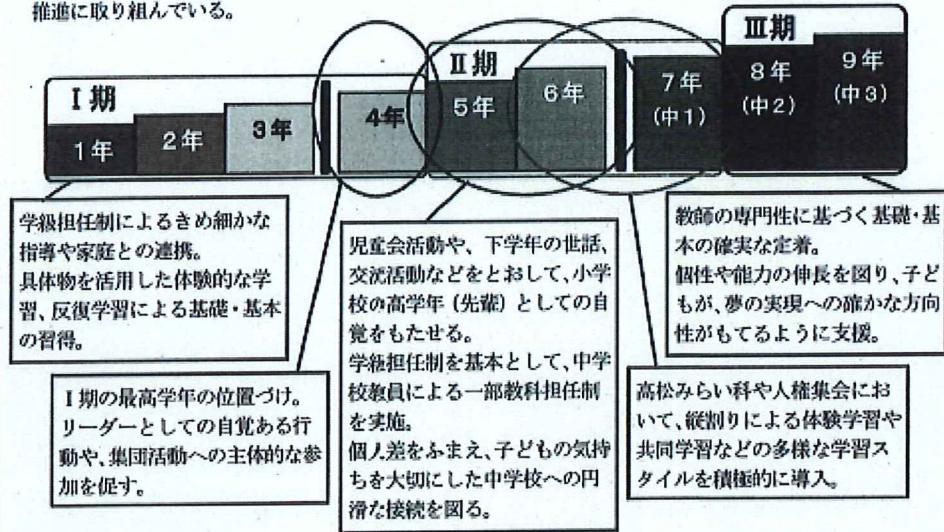 推進に取り組んでいる。
Ⅰ期
1年
2年
3年
4年
Ⅱ期
5年
6年
7年
(中1)
Ⅲ期
8年
(中2)
9年
(中3)
学級担任制によるきめ細かな
指導や家庭との連携。
具体物を活用した体験的な学
習、反復学習による基礎・基本
の習得。
Ⅰ期の最高学年の位置づけ。
リーダーとしての自覚ある行
動や、集団活動への主体的な参
加を促す。
児童会活動や、下学年の世話、
交流活動などをとおして、小学
校の高学年（先輩）としての自
覚をもたせる。
学級担任制を基本として、中学
校教員による一部教科担任制
を実施。
個人差をふまえ、子どもの気持
ちを大切にした中学校への円
滑な接続を図る。
教師の専門性に基づく基礎・基
本の確実な定着。
個性や能力の伸長を図り、子ど
もが、夢の実現への確かな方向
性がもてるように支援。
高松みらい科や人権集会にお
いて、縦割りによる体験学習や
共同学習などの多様な学習ス
タイルを積極的に導入。